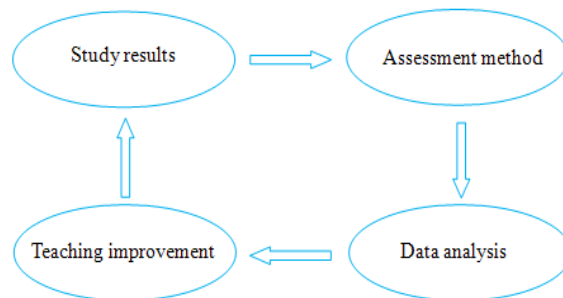 Study results
Assessment method
Teaching improvement
Data analysis